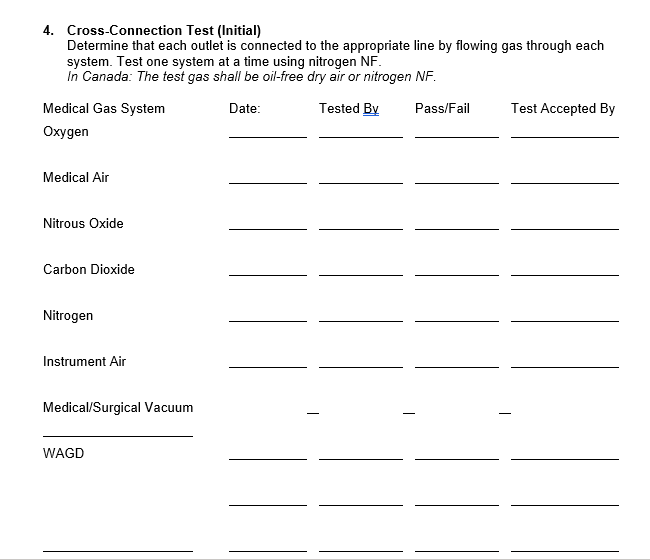 4. Cross-Connection Test (Initial)
Determine that each outlet is connected to the appropriate line by flowing gas through each
system. Test one system at a time using nitrogen NF.
In Canada: The test gas shall be oil-free dry air or nitrogen NF.
Medical Gas System Date: Tested By Pass/Fail Test Accepted By
Oxygen
Medical Air
Nitrous Oxide
Carbon Dioxide
Nitrogen
Instrument Air
Medical/Surgical Vacuum
WAGD